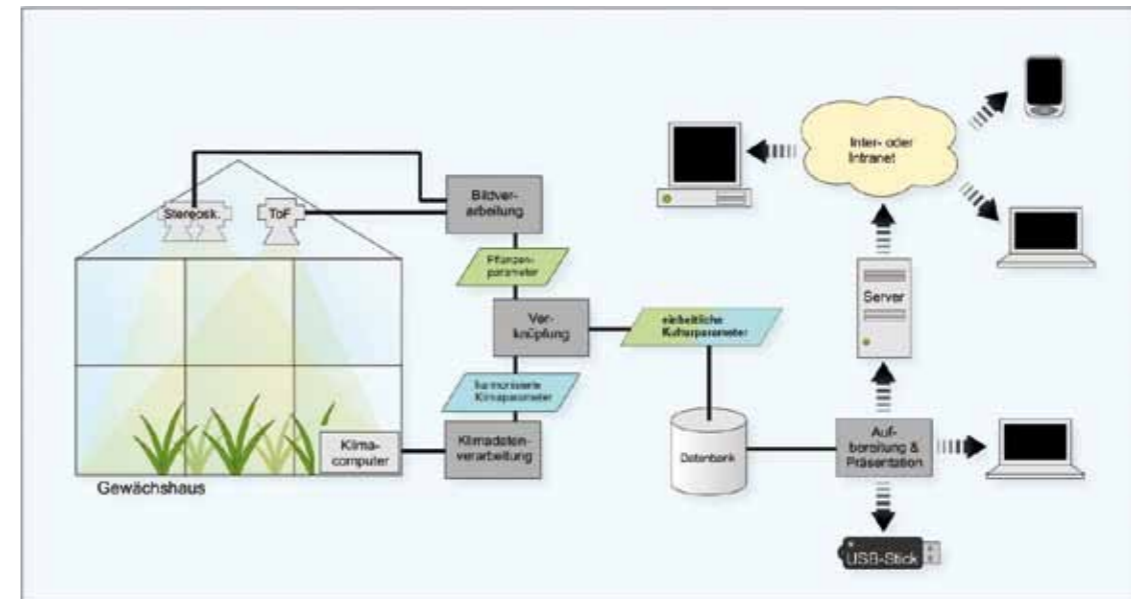 Stereosk.
ToF
Bildver-
arbeitung
Pflanzen-
parameter
Ver-
knüpfung
harmonisierte
Klimaparameter
Klimadaten-
verarbeitung
Klima-
computer
Gewächshaus
einheitliche
Kulturparameter
Datenbank
Inter- oder
Intranet
Server
Auf-
bereitung &
Präsentation
USB-Stick